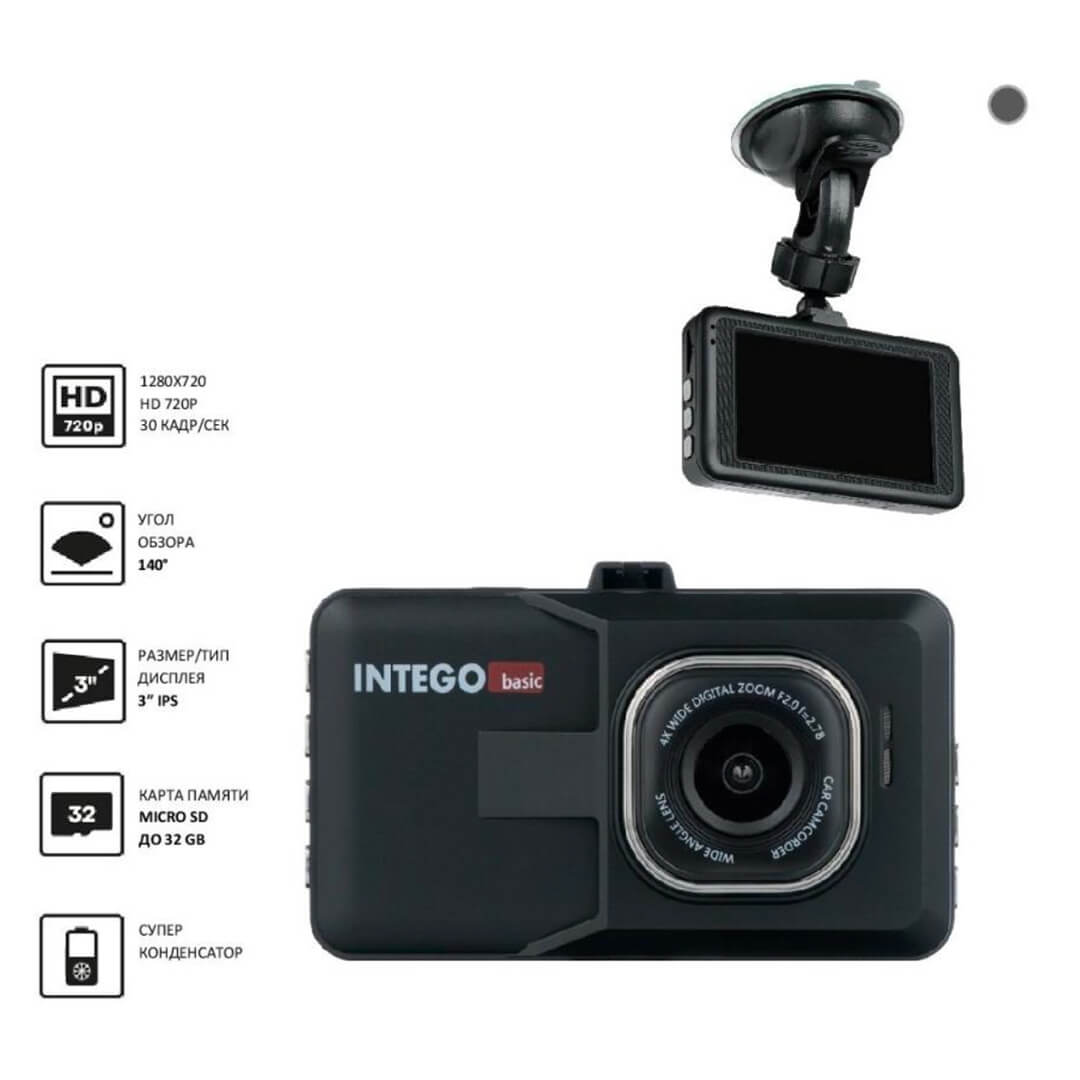 HD
720p
1280X720
HD 720P
30 КАДР/СЕК
УГОЛ
ОБЗОРА
140°
3"
РАЗМЕР/ТИП
ДИСПЛЕЯ
3” IPS
32
КАРТА ПАМЯТИ
MICRO SD
ДО 32 GB
СУПЕР
КОНДЕНСАТОР
INTEGO basic
4X WIDE DIGITAL ZOOM F2.0 f=2.78
CAR CAMCORDER
WIDE ANGLE LENS